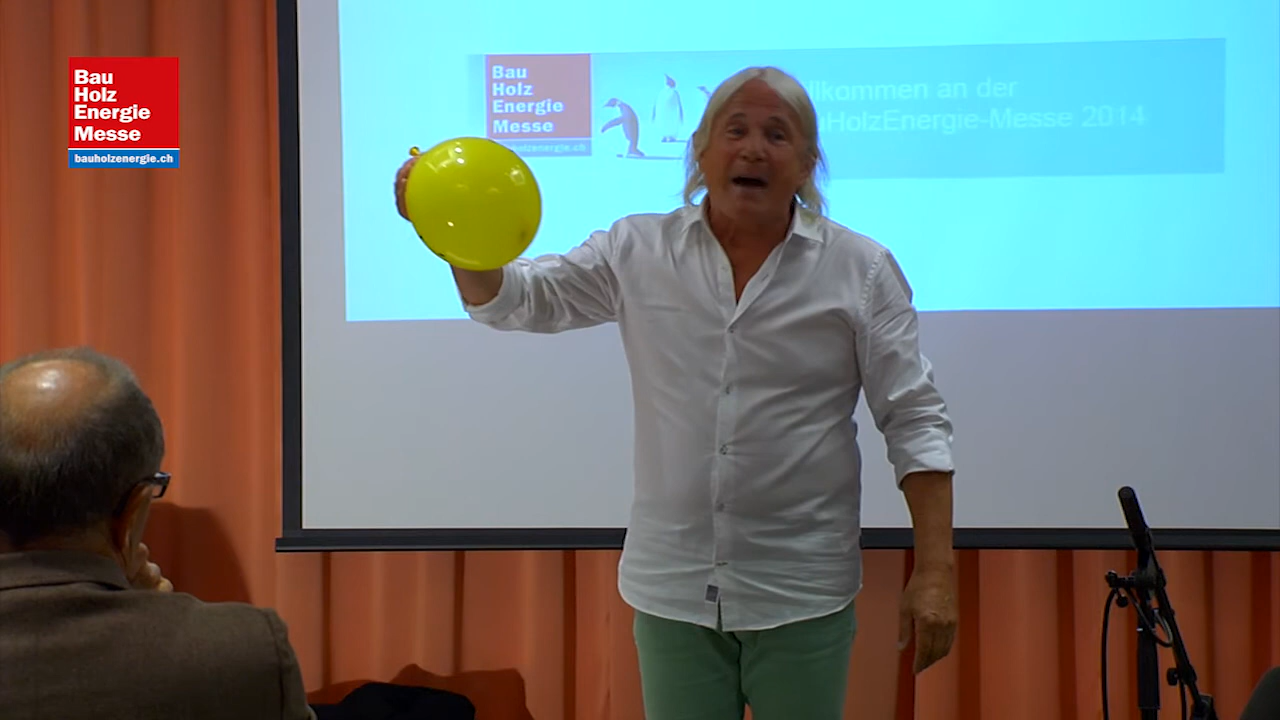 Bau
Holz
Energie
Messe
bauholzenergie.ch
Bau
Holz
Energie
Messe
lkommen an der
HolzEnergie-Messe 2014